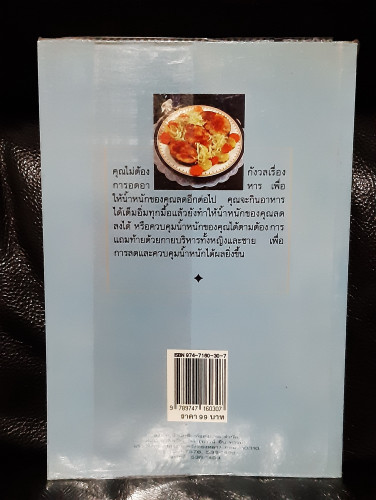 คุณไม่ต้อง กังวลเรื่อง
การอดอา หาร เพื่อ
ให้น้ำหนักของคุณลดอีกต่อไป คุณจะกินอาหาร
ได้เต็มอิ่มทุกมื้อแล้วยังทำให้น้ำหนักของคุณลด
ลงได้ หรือควบคุมน้ำหนักของคุณได้ตามต้องการ
แถมท้ายด้วยกายบริหารทั้งหญิงและชาย เพื่อ
การลดและควบคุมน้ำหนักได้ผลยิ่งขึ้น
ISBN 974-7160-30-7
9 789747 160307
ราคา 99 บาท